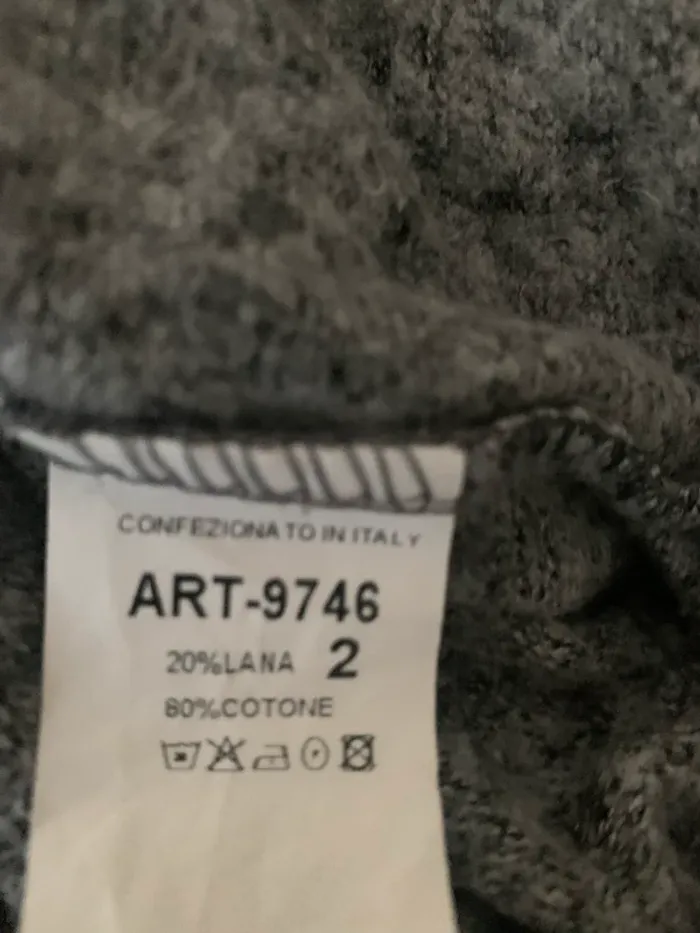 CONFEZIONATO IN ITALY
ART-9746
20%LANA 2
80%COTONE